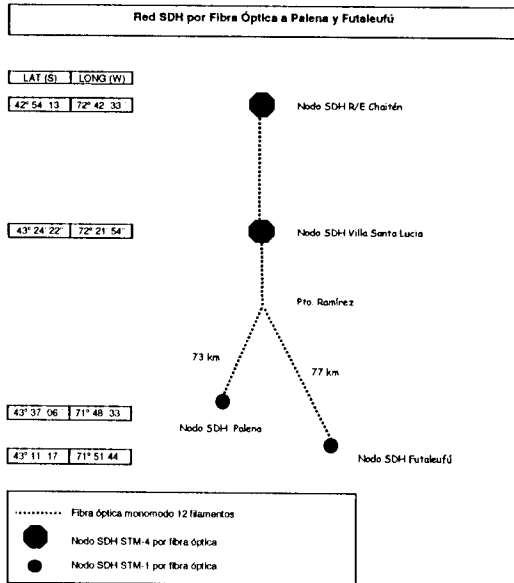 Red SDH por Fibra Óptica a Palena y Futaleufú
LAT (S) LONG (W)
42° 54 13 72° 42 33 Nodo SDH R/E Chaitén
43° 24 22" 72° 21 54" Nodo SDH Villa Santa Lucia
Pto. Ramírez
73 km
77 km
43° 37 06 71° 48 33
Nodo SDH Palena
43° 11 17 71° 51 44 Nodo SDH Futaleufú
Fibra óptica monomodo 12 filamentos
Nodo SDH STM-4 por fibra óptica
Nodo SDH STM-1 por fibra óptica